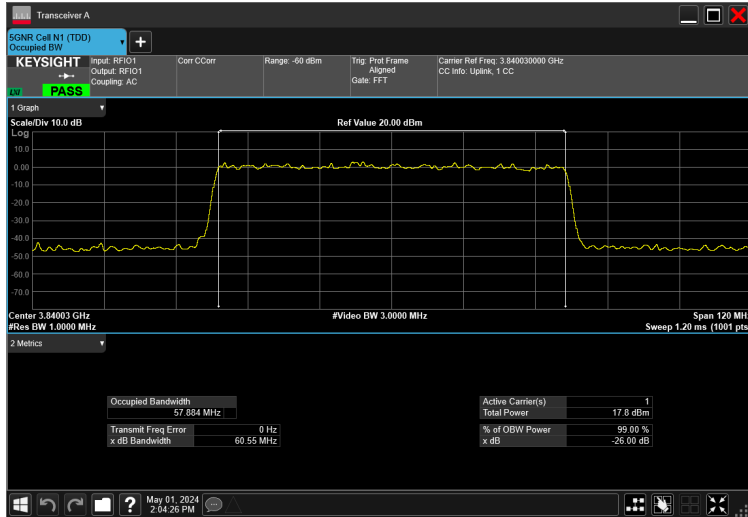 Transceiver A
5GNR Cell N1 (TDD)
Occupied BW
KEYSIGHT
PASS
Input: RFIO1
Output: RFIO1
Coupling: AC
Corr CCorr
Range: -60 dBm
Trig: Prot Frame
Aligned
Gate: FFT
Carrier Ref Freq: 3.840030000 GHz
CC Info: Uplink, 1 CC
1 Graph
Scale/Div 10.0 dB
Ref Value 20.00 dBm
Log
10.0
0.00
-10.0
-20.0
-30.0
-40.0
-50.0
-60.0
-70.0
Center 3.84003 GHz
#Video BW 3.0000 MHz
Span 120 MH
#Res BW 1.0000 MHz
Sweep 1.20 ms (1001 pts
2 Metrics
Occupied Bandwidth
57.884 MHz
Transmit Freq Error 0 Hz
x dB Bandwidth 60.55 MHz
Active Carrier(s) 1
Total Power 17.8 dBm
% of OBW Power 99.00 %
x dB -26.00 dB
May 01, 2024
2:04:26 PM